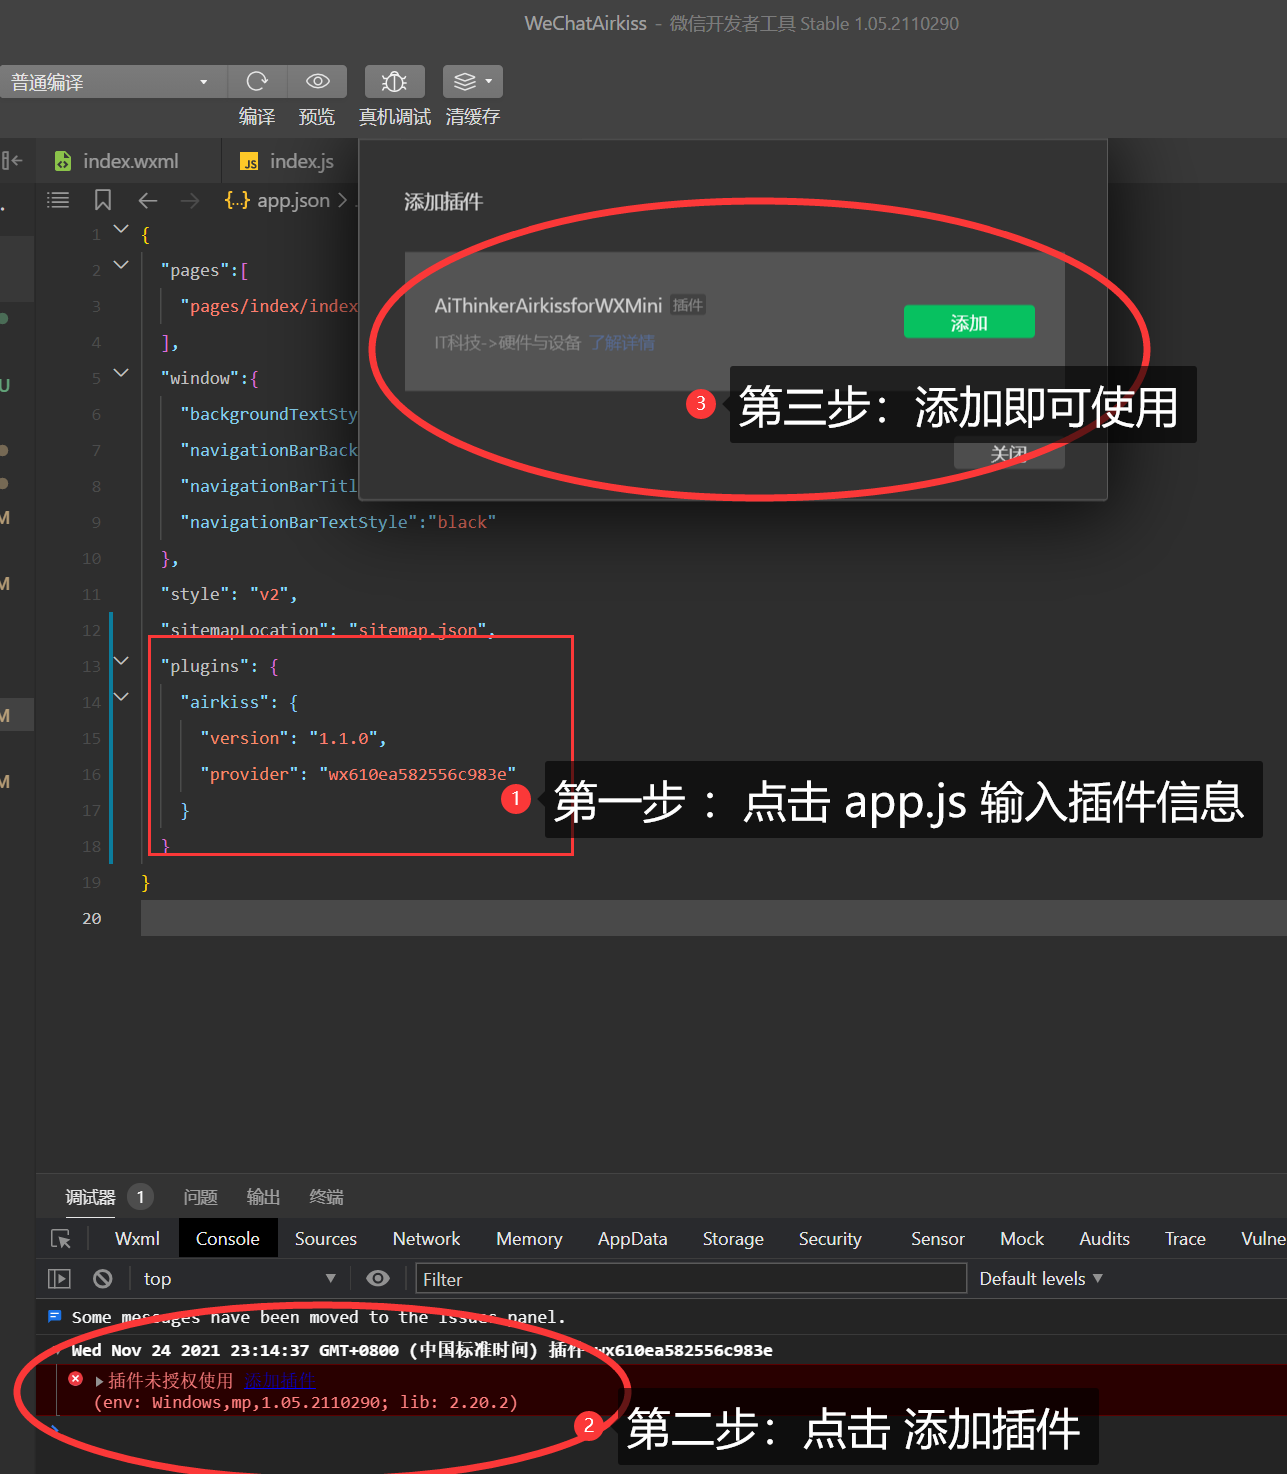 WeChatAirkiss - 微信开发者工具 Stable 1.05.2110290
普通编译
编译 预览 真机调试 清缓存
index.wxml
index.js
app.json
添加插件
AiThinkerAirkissforWXMini 插件
IT科技->硬件与设备 了解详情
添加
3
第三步：添加即可使用
关闭
1 {
2 "pages":[
3 "pages/index/index
4 ],
5 "window":{
6 "backgroundTextSty
7 "navigationBarBack
8 "navigationBarTitl
9 "navigationBarTextStyle":"black"
10 },
11 "style": "v2",
12 "sitemapLocation": "sitemap.json",
13 "plugins": {
14 "airkiss": {
15 "version": "1.1.0",
16 "provider": "wx610ea582556c983e"
17 }
18 }
19 }
20
U
M
M
M
M
1
第一步 ：点击 app.js 输入插件信息
调试器 1 问题 输出 终端
Wxml Console Sources Network Memory AppData Storage Security Sensor Mock Audits Trace Vulne
top Filter Default levels
Some messages have been moved to the Issues panel.
Wed Nov 24 2021 23:14:37 GMT+0800 (中国标准时间) 插件 wx610ea582556c983e
插件未授权使用 添加插件
(env: Windows,mp,1.05.2110290; lib: 2.20.2)
2
第二步：点击 添加插件